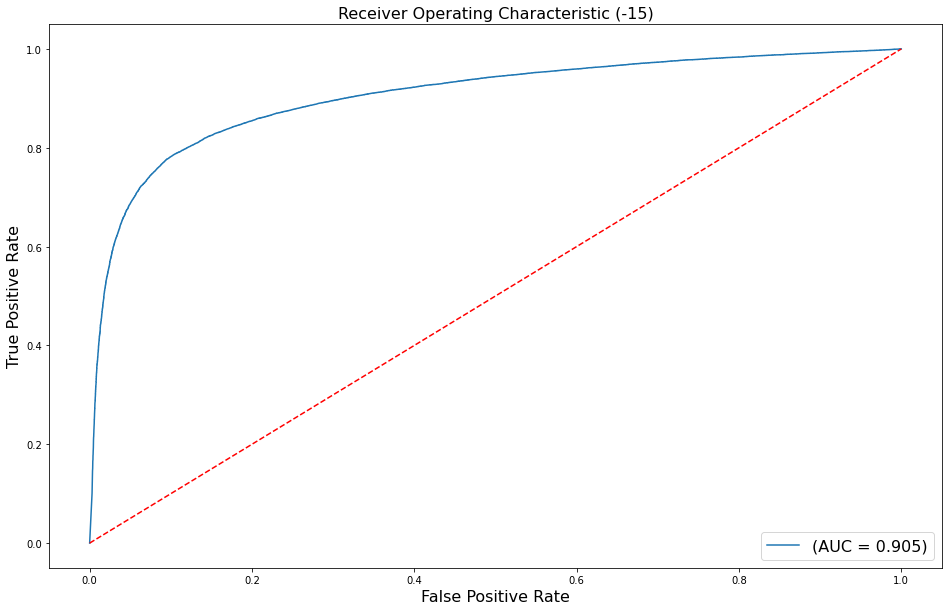 Receiver Operating Characteristic (-15)
True Positive Rate
1.0
0.8
0.6
0.4
0.2
0.0
(AUC = 0.905)
0.0 0.2 0.4 0.6 0.8 1.0
False Positive Rate